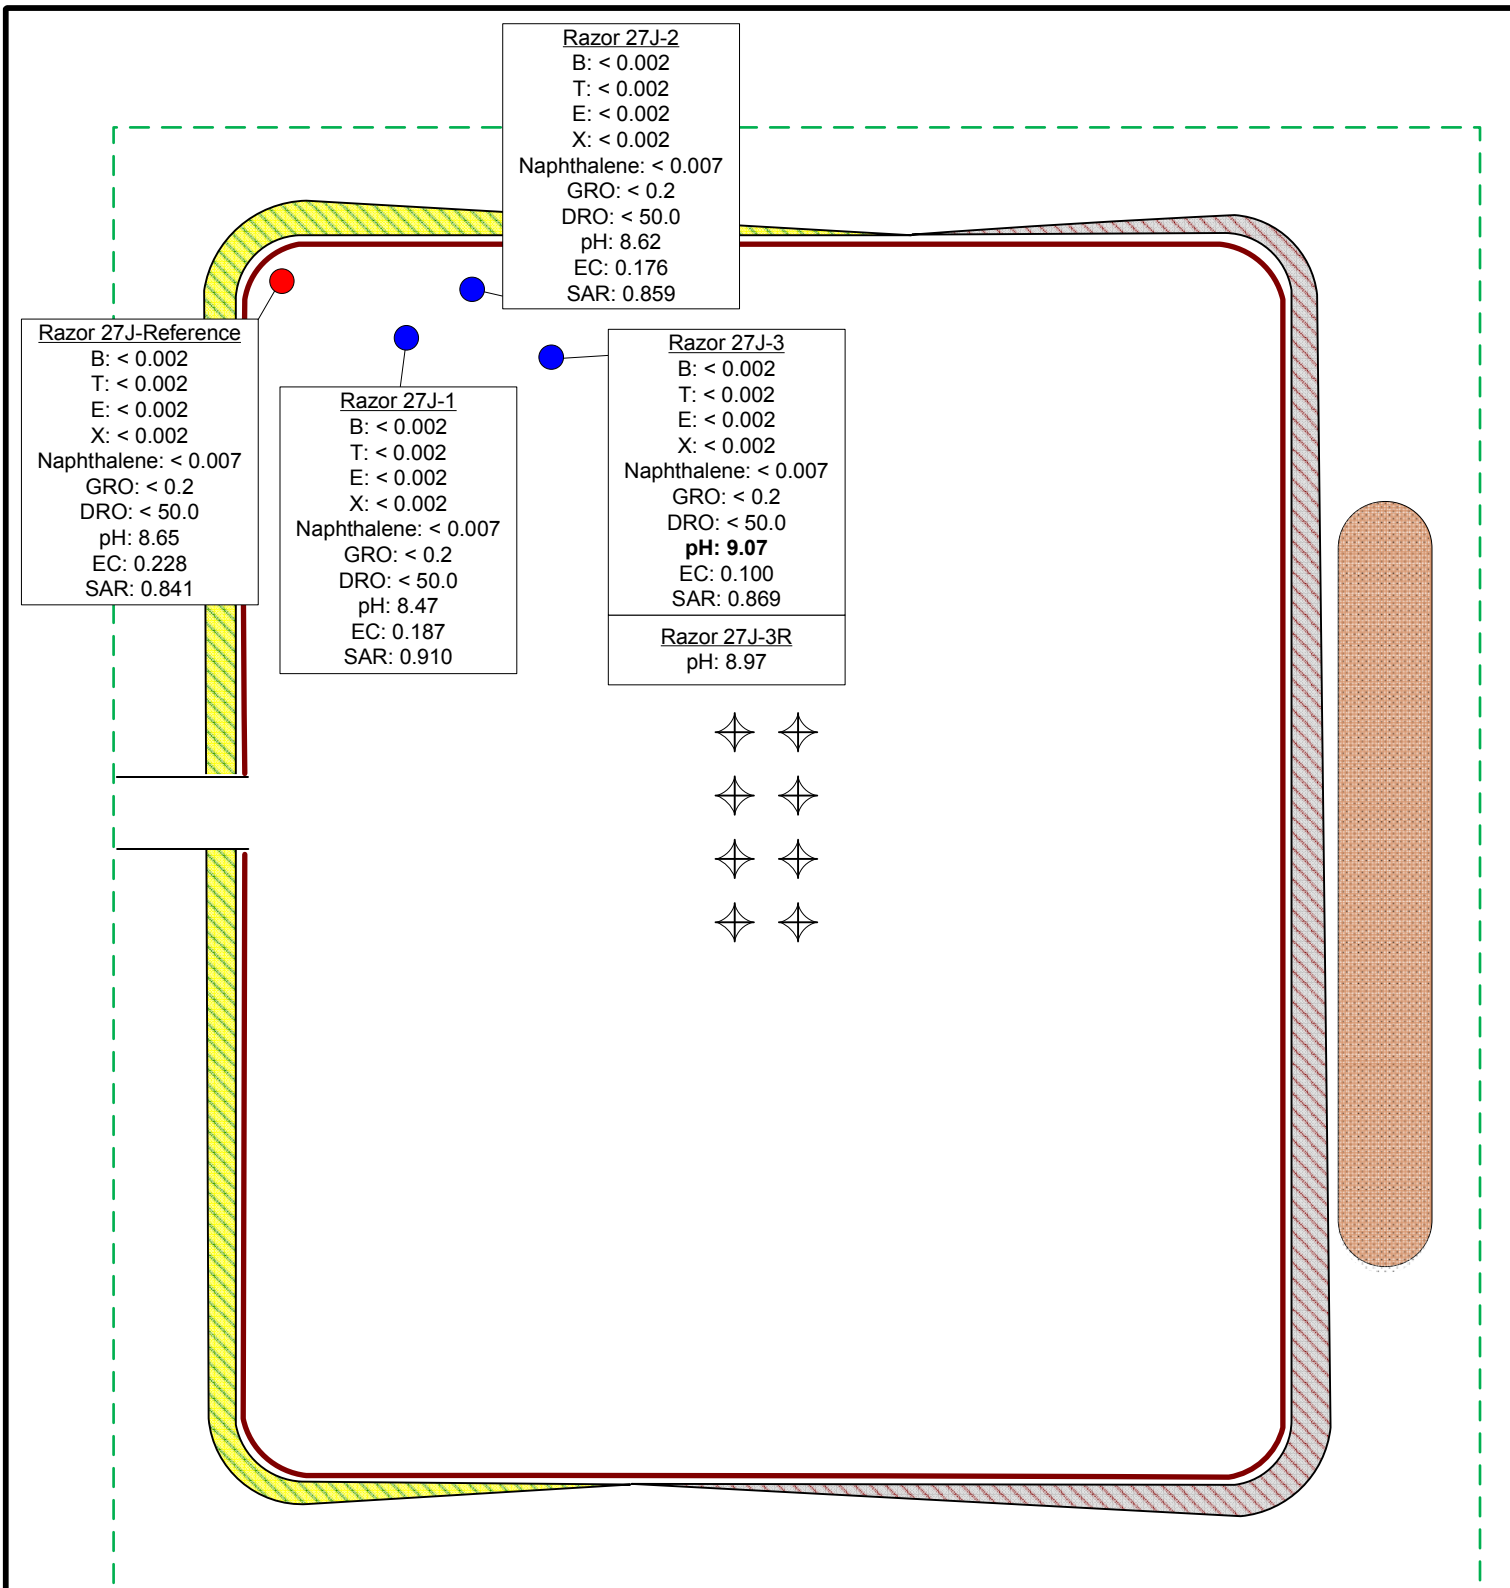 Razor 27J-2
B: < 0.002
T: < 0.002
E: < 0.002
X: < 0.002
Naphthalene: < 0.007
GRO: < 0.2
DRO: < 50.0
pH: 8.62
EC: 0.176
SAR: 0.859
Razor 27J-Reference
B: < 0.002
T: < 0.002
E: < 0.002
X: < 0.002
Naphthalene: < 0.007
GRO: < 0.2
DRO: < 50.0
pH: 8.65
EC: 0.228
SAR: 0.841
Razor 27J-1
B: < 0.002
T: < 0.002
E: < 0.002
X: < 0.002
Naphthalene: < 0.007
GRO: < 0.2
DRO: < 50.0
pH: 8.47
EC: 0.187
SAR: 0.910
Razor 27J-3
B: < 0.002
T: < 0.002
E: < 0.002
X: < 0.002
Naphthalene: < 0.007
GRO: < 0.2
DRO: < 50.0
pH: 9.07
EC: 0.100
SAR: 0.869
Razor 27J-3R
pH: 8.97